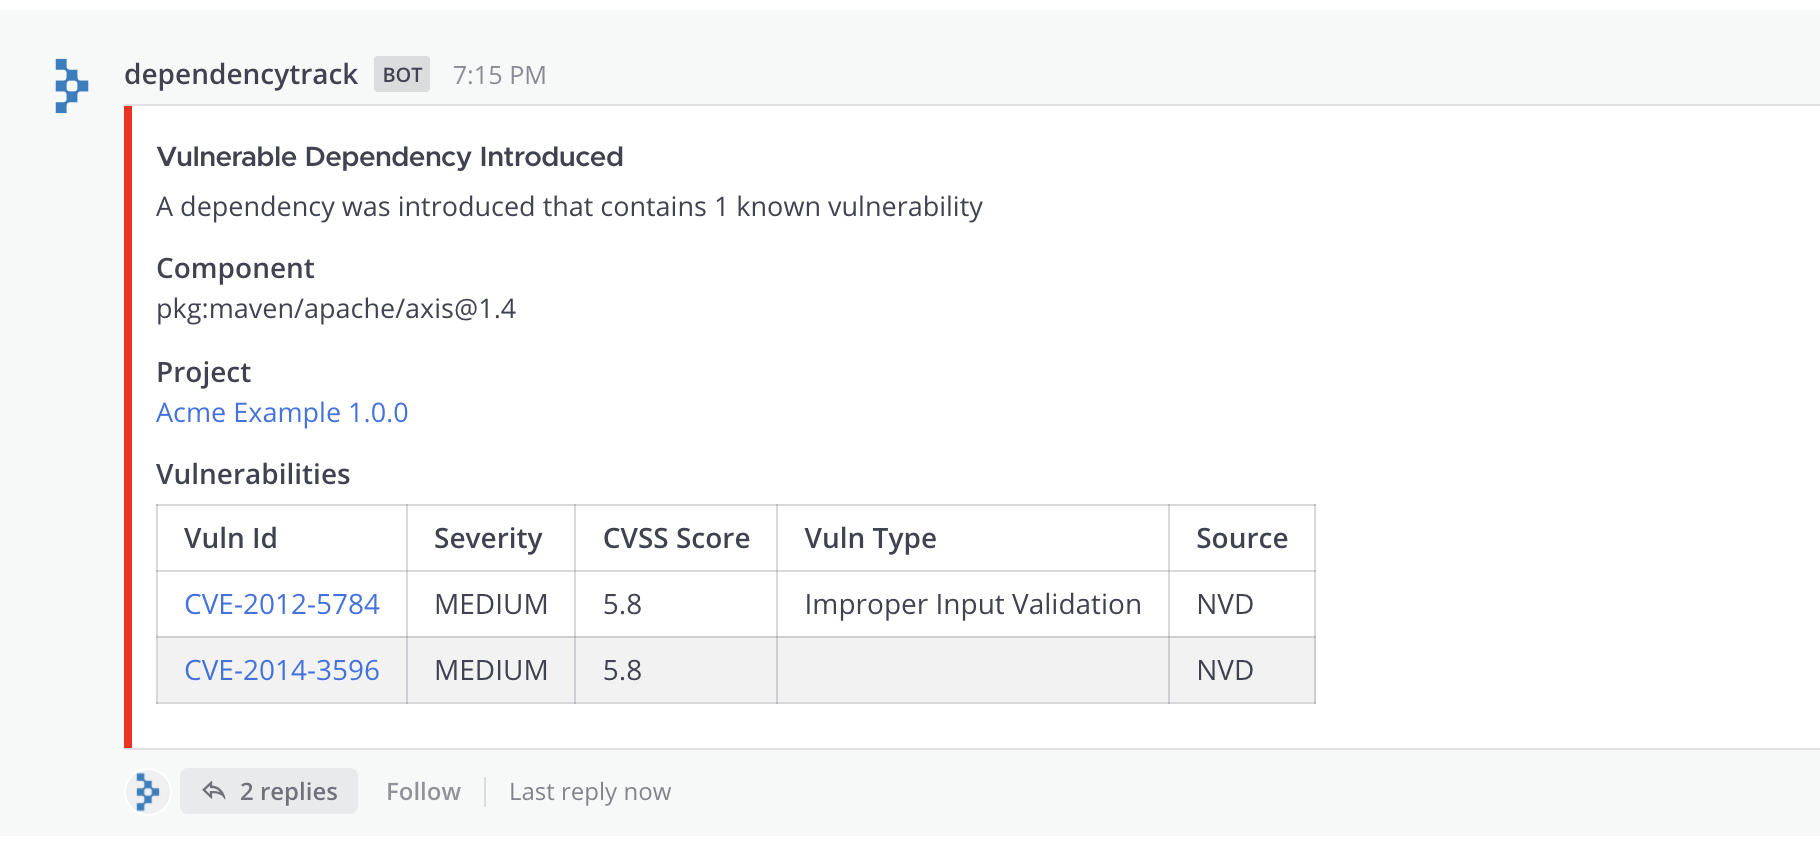 dependencytrack BOT 7:15 PM
Vulnerable Dependency Introduced
A dependency was introduced that contains 1 known vulnerability
Component
pkg:maven/apache/axis@1.4
Project
Acme Example 1.0.0
Vulnerabilities
Vuln Id Severity CVSS Score Vuln Type Source
CVE-2012-5784 MEDIUM 5.8 Improper Input Validation NVD
CVE-2014-3596 MEDIUM 5.8 NVD
2 replies Follow Last reply now